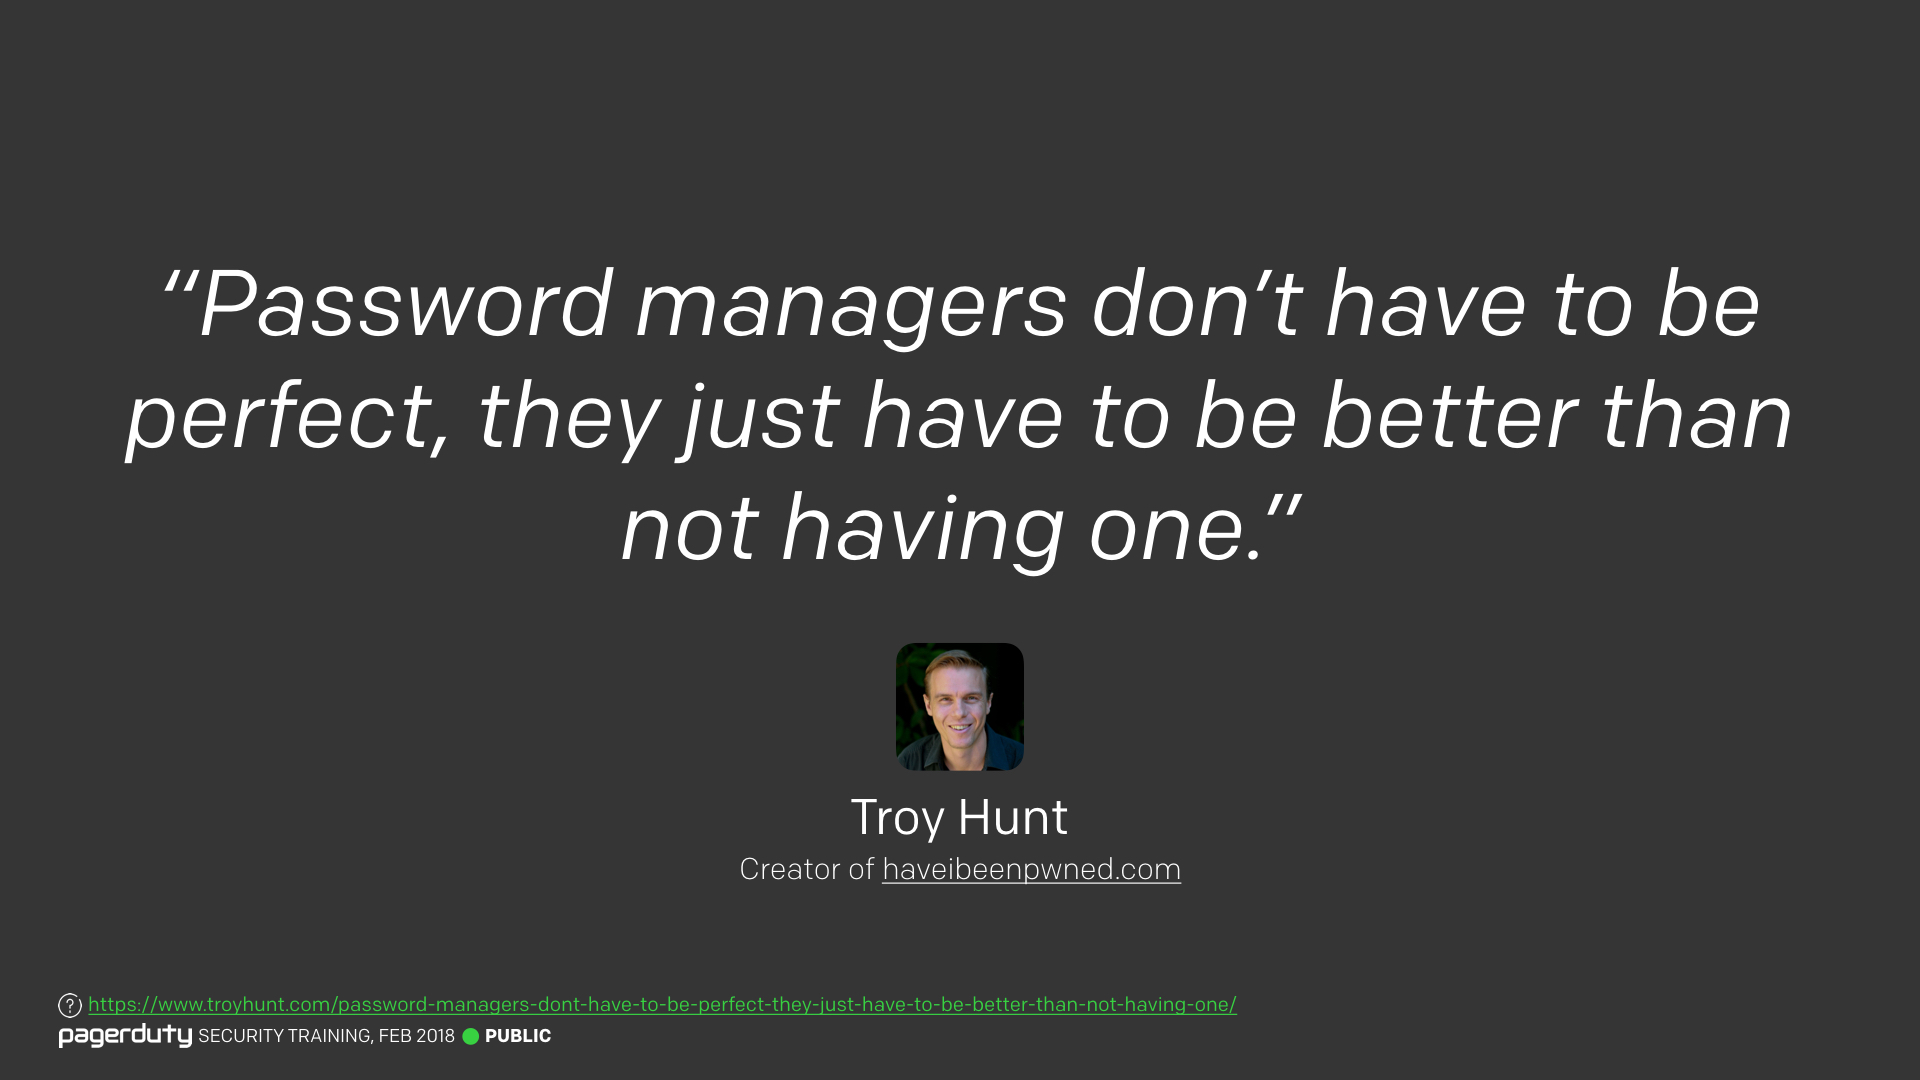 “Password managers don’t have to be
perfect, they just have to be better than
not having one.”
Troy Hunt
Creator of haveibeenpwned.com
? https://www.troyhunt.com/password-managers-dont-have-to-be-perfect-they-just-have-to-be-better-than-not-having-one/
pagerduty SECURITY TRAINING, FEB 2018 PUBLIC